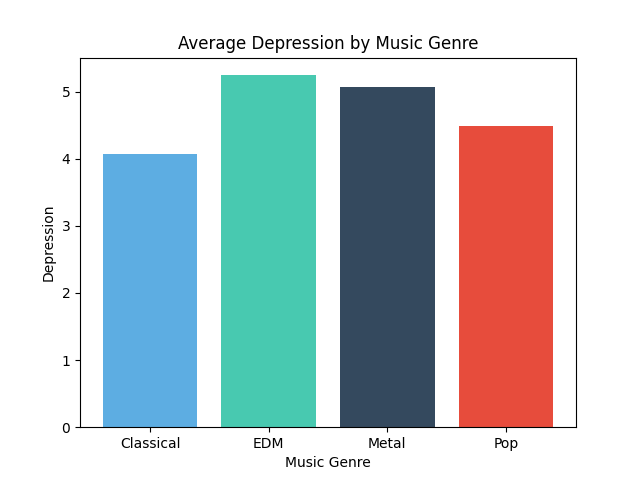 Average Depression by Music Genre
5
4
3
2
1
0
Depression
Classical
EDM
Metal
Pop
Music Genre